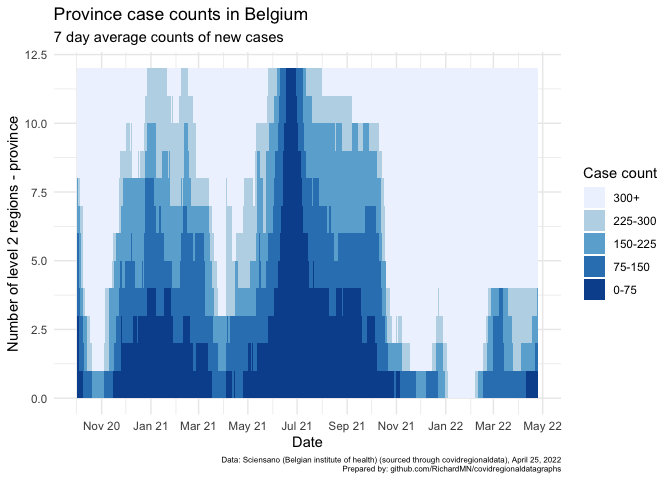 Province case counts in Belgium
7 day average counts of new cases
12.5
10.0
7.5
5.0
2.5
0.0
Number of level 2 regions - province
Nov 20 Jan 21 Mar 21 May 21 Jul 21 Sep 21 Nov 21 Jan 22 Mar 22 May 22
Date
Case count
300+
225-300
150-225
75-150
0-75
Data: Sciensano (Belgian institute of health) (sourced through covidregionaldata), April 25, 2022
Prepared by: github.com/RichardMN/covidregionaldatagraphs